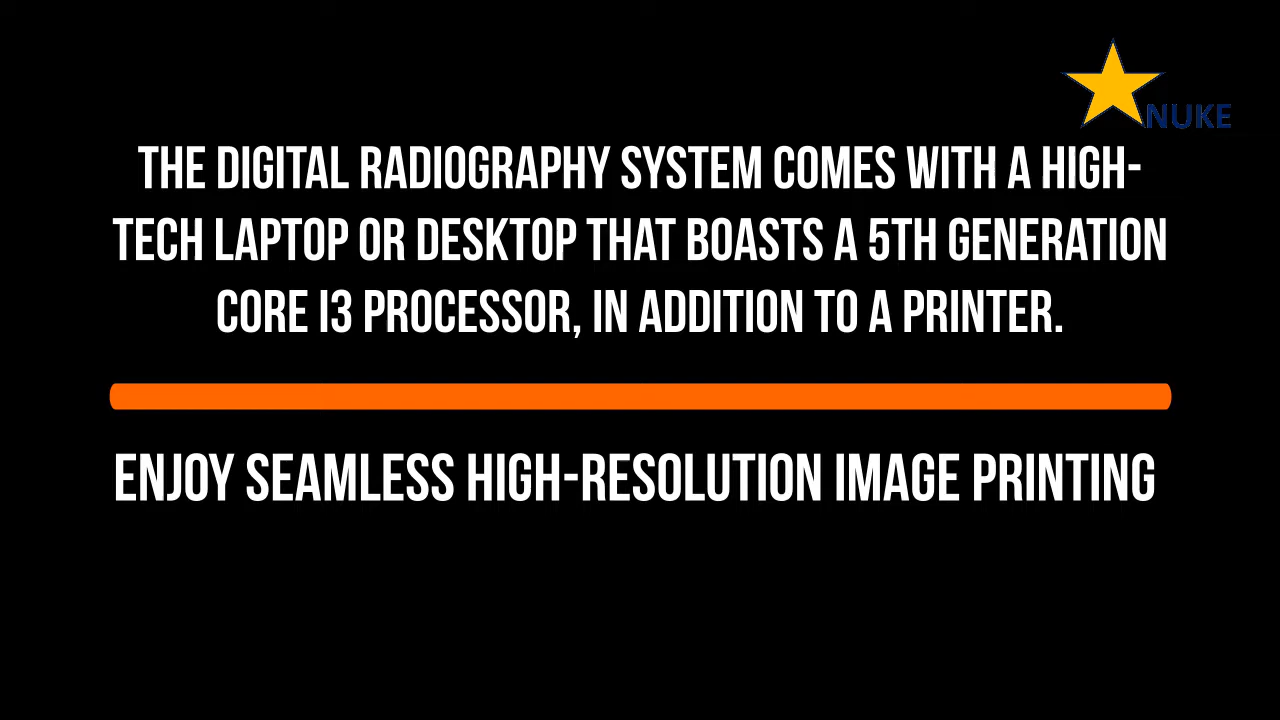 NUKE
THE DIGITAL RADIOGRAPHY SYSTEM COMES WITH A HIGH-
TECH LAPTOP OR DESKTOP THAT BOASTS A 5TH GENERATION
CORE I3 PROCESSOR, IN ADDITION TO A PRINTER.
ENJOY SEAMLESS HIGH-RESOLUTION IMAGE PRINTING